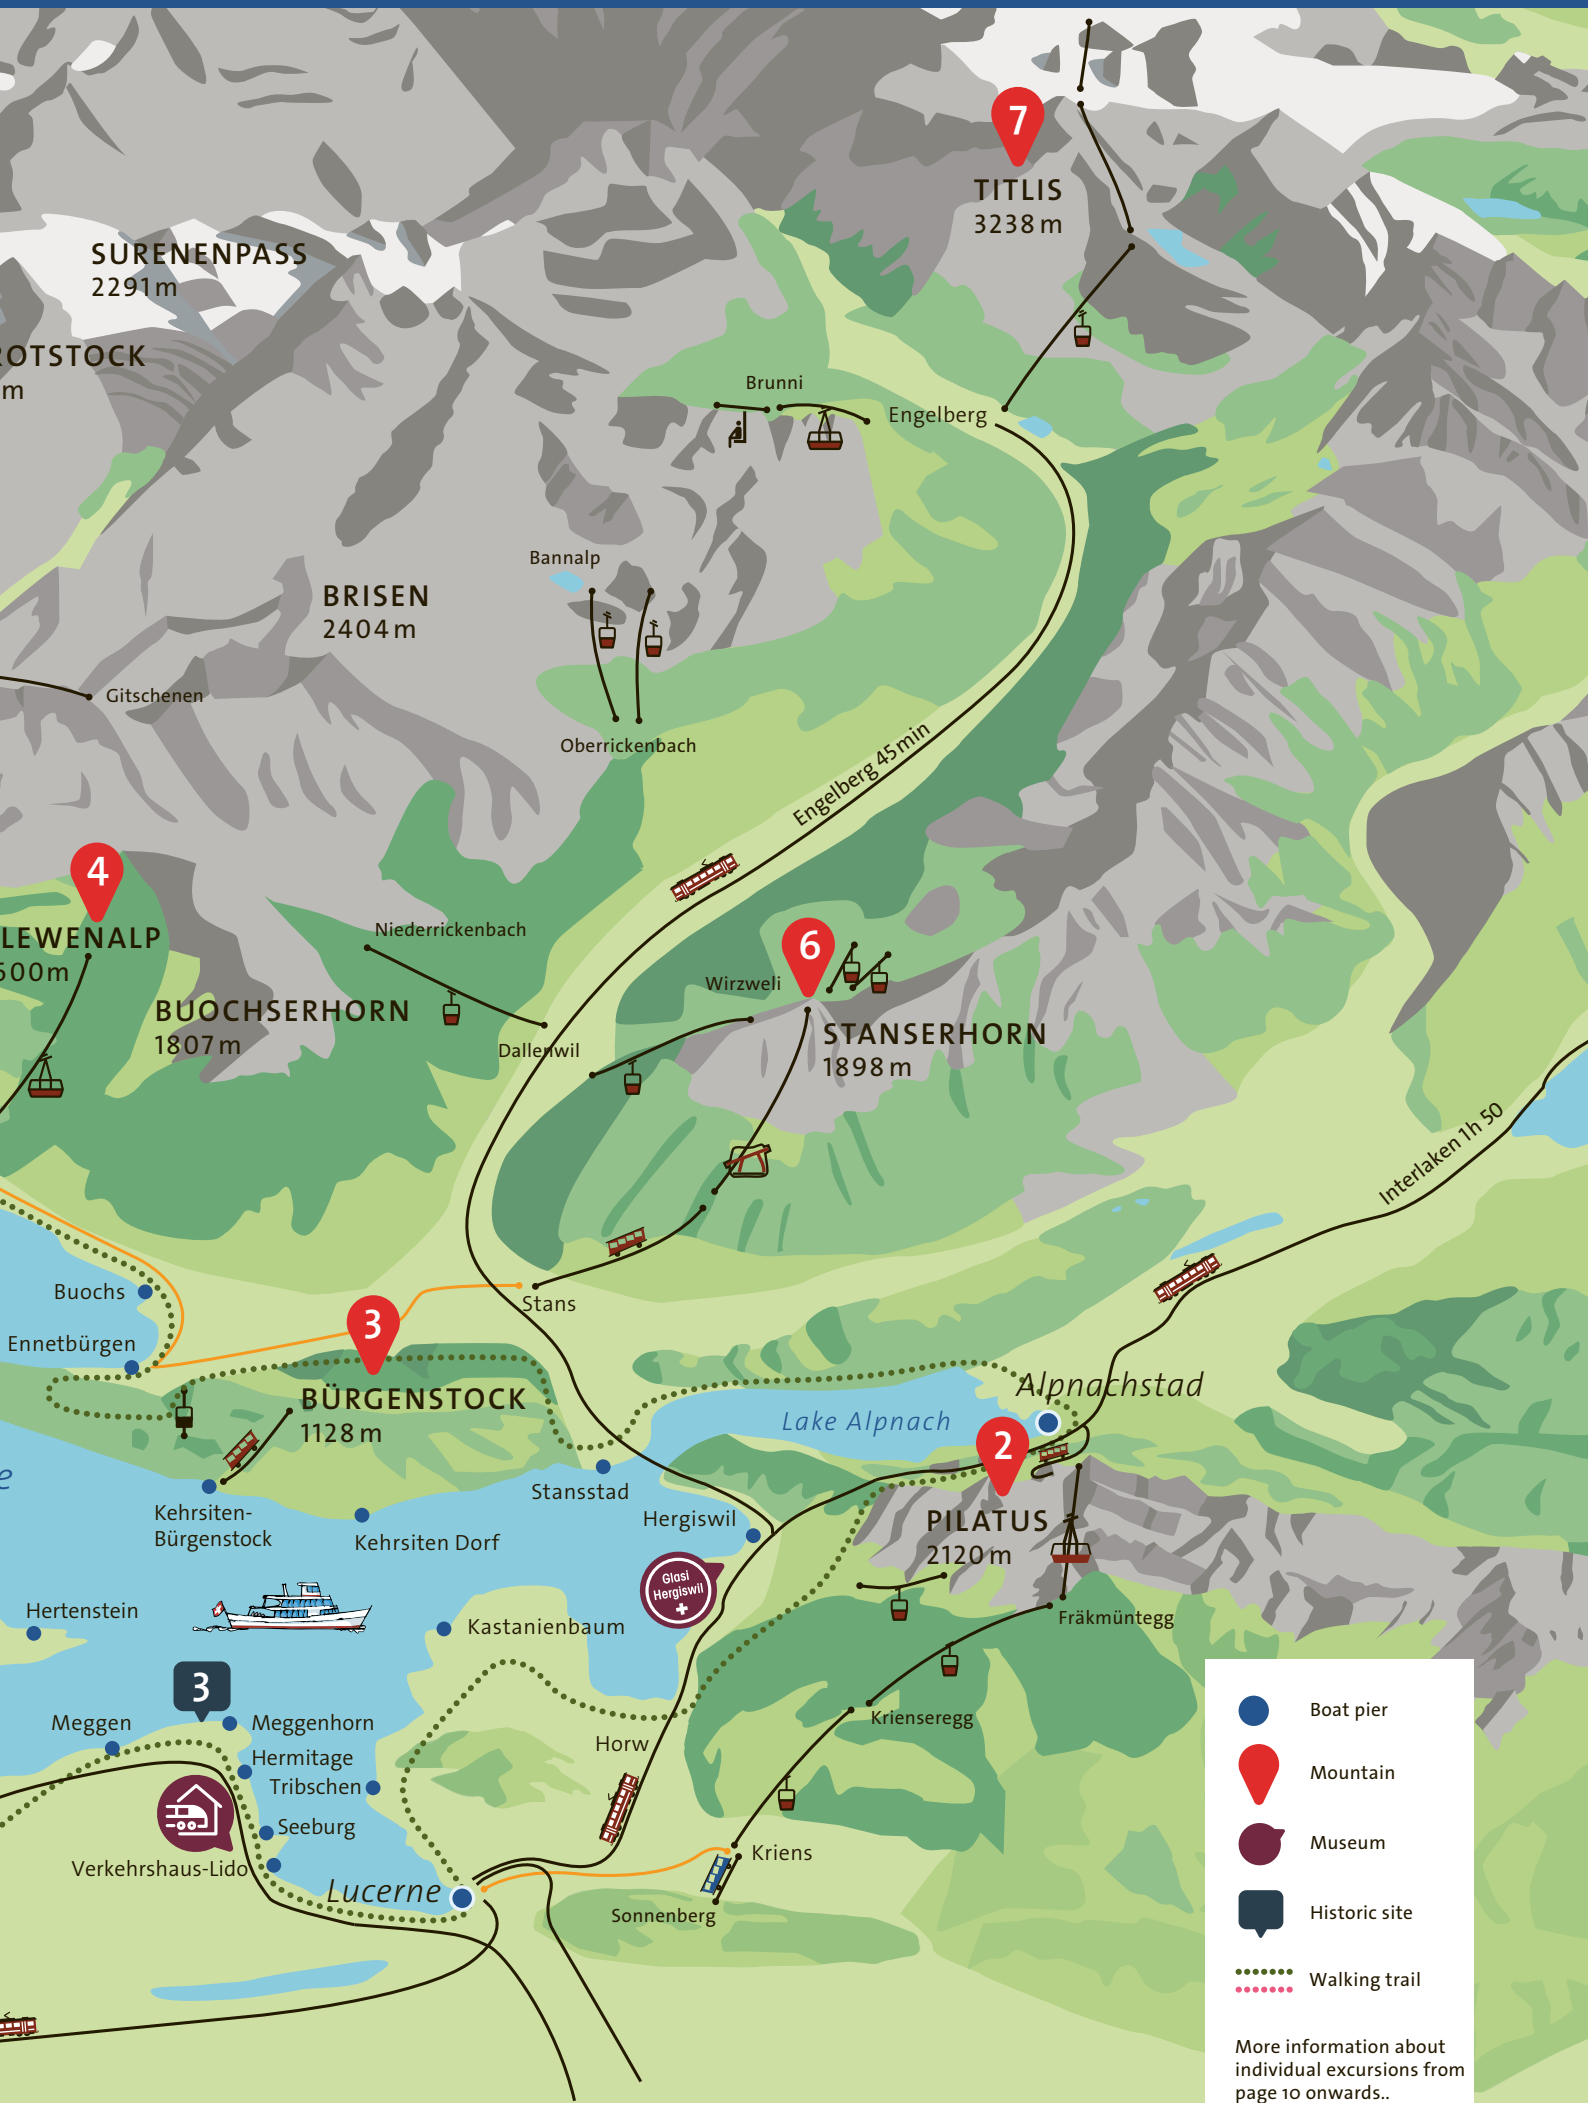 7
TITLIS
3238 m
SURENENPASS
2291 m
ROTSTOCK
m
Brunni
Engelberg
Bannalp
BRISEN
2404 m
Gitschenen
Oberrickenbach
Engelberg 45 min
4
LEWENALP
500 m
Niederrickenbach
6
Wirzweli
BUOCHSERHORN
1807 m
STANSERHORN
1898 m
Dallenwil
Interlaken 1h 50
Buochs
Stans
3
Ennetbürgen
BÜRGENSTOCK
1128 m
Alpnachstad
Lake Alpnach
2
e
Stansstad
Kehrsiten-
Bürgenstock
Kehrsiten Dorf
Hergiswil
PILATUS
2120 m
Glasi
Hergiswil
Hertenstein
Kastanienbaum
Fräkmüntegg
3
Meggen
Meggenhorn
Krienseregg
Horw
Hermitage
Tribschen
Seeburg
Verkehrshaus-Lido
Kriens
Lucerne
Sonnenberg
Boat pier
Mountain
Museum
Historic site
Walking trail
More information about
individual excursions from
page 10 onwards..